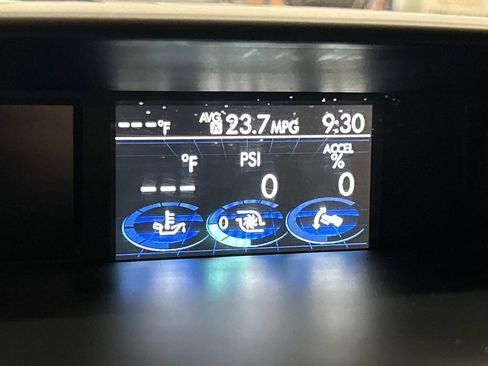 ---°F AVG A 23.7 MPG 9:30
°F PSI ACCEL %
--- 0 0
0